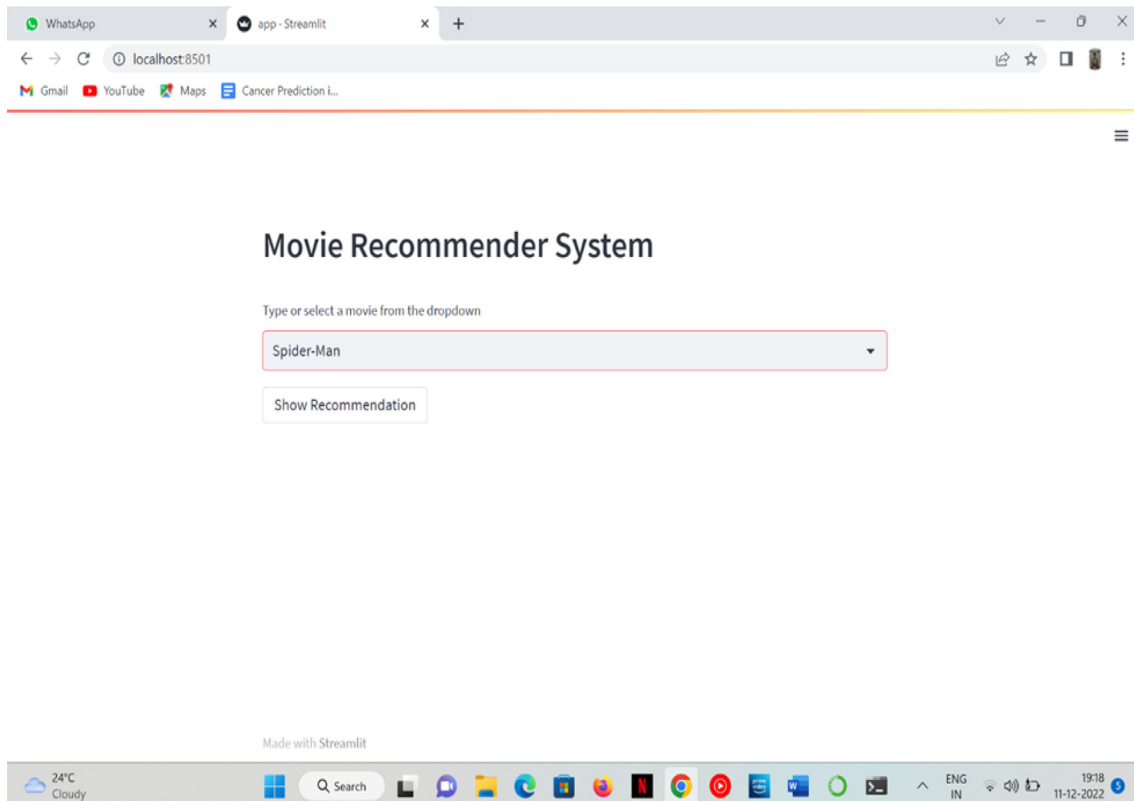 WhatsApp
app · Streamlit
localhost:8501
Gmail
YouTube
Maps
Cancer Prediction i...
Movie Recommender System
Type or select a movie from the dropdown
Spider-Man
Show Recommendation
Made with Streamlit
24°C
Cloudy
Search
ENG
IN
19:18
11-12-2022
5